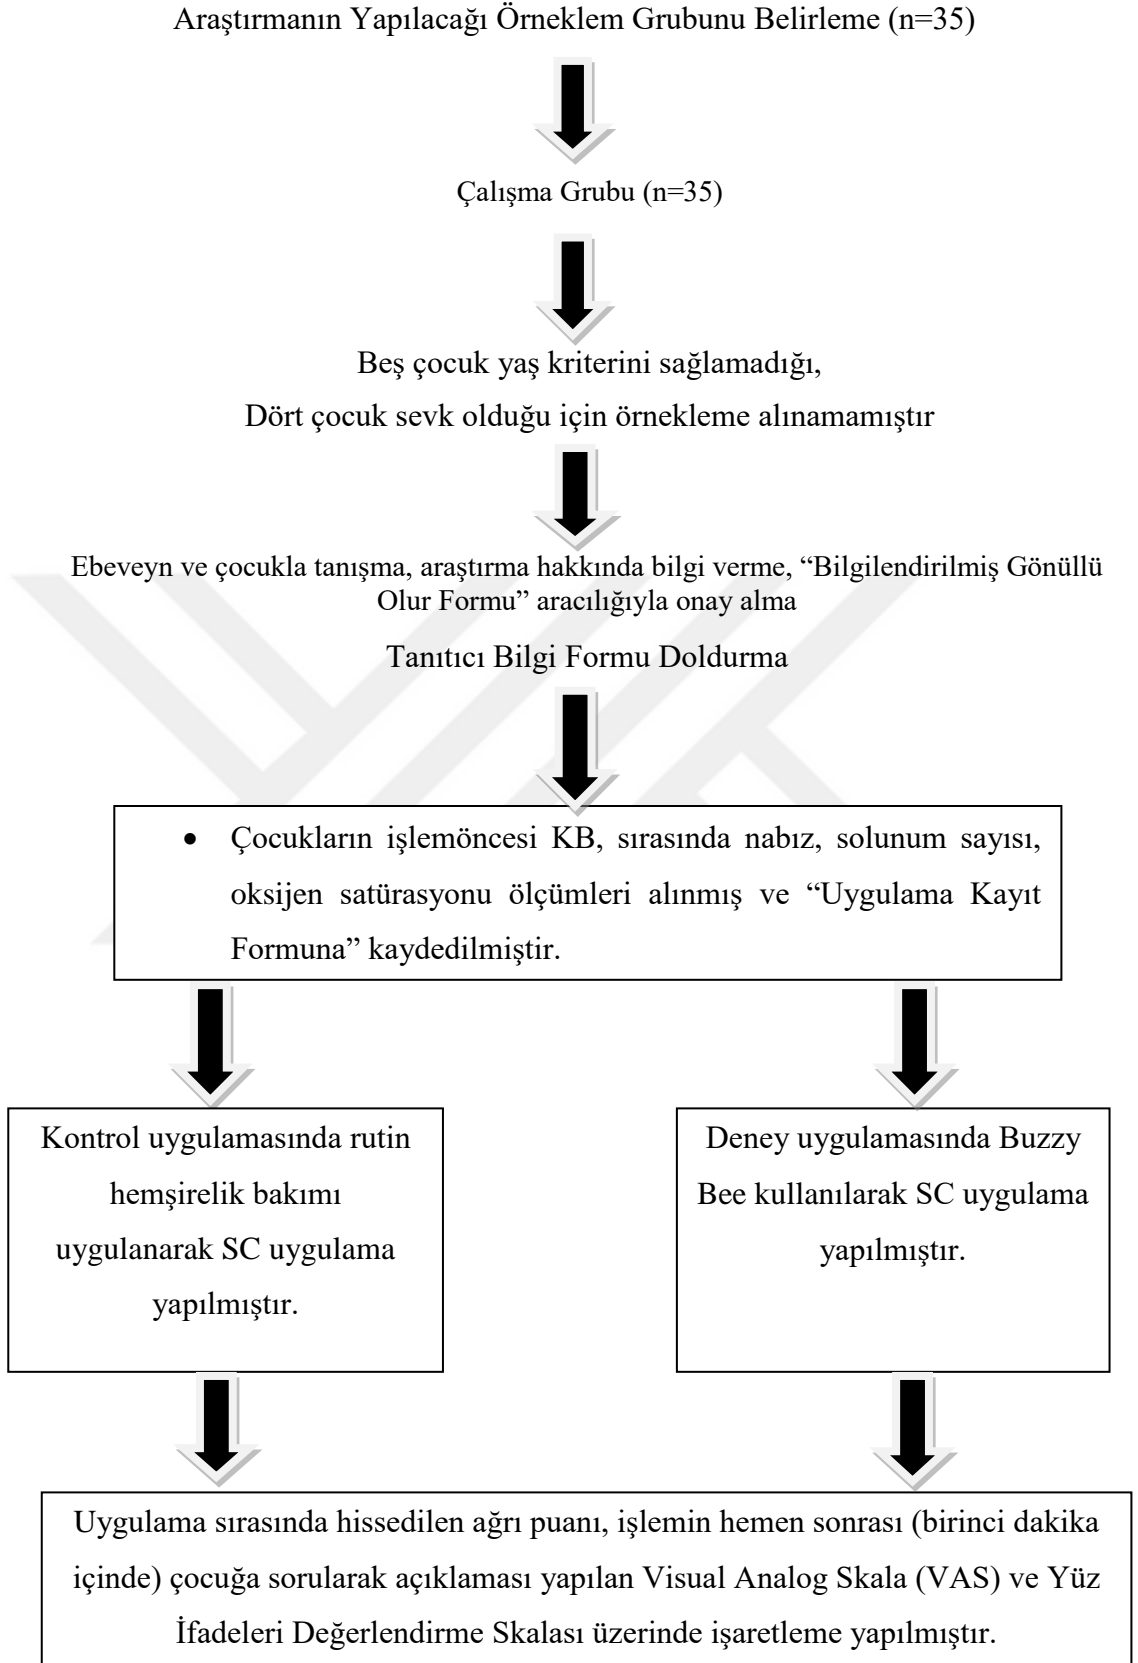 Araştırmanın Yapılacağı Örneklem Grubunu Belirleme (n=35)
Çalışma Grubu (n=35)
Beş çocuk yaş kriterini sağlamadığı,
Dört çocuk sevk olduğu için örnekleme alınamamıştır
Ebeveyn ve çocukla tanışma, araştırma hakkında bilgi verme, “Bilgilendirilmiş Gönüllü
Olur Formu” aracılığıyla onay alma
Tanıtıcı Bilgi Formu Doldurma
• Çocukların işlemöncesi KB, sırasında nabız, solunum sayısı,
oksijen satürasyonu ölçümleri alınmış ve “Uygulama Kayıt
Formuna” kaydedilmiştir.
Kontrol uygulamasında rutin
hemşirelik bakımı
uygulanarak SC uygulama
yapılmıştır.
Deney uygulamasında Buzzy
Bee kullanılarak SC uygulama
yapılmıştır.
Uygulama sırasında hissedilen ağrı puanı, işlemin hemen sonrası (birinci dakika
içinde) çocuğa sorularak açıklaması yapılan Visual Analog Skala (VAS) ve Yüz
İfadeleri Değerlendirme Skalası üzerinde işaretleme yapılmıştır.